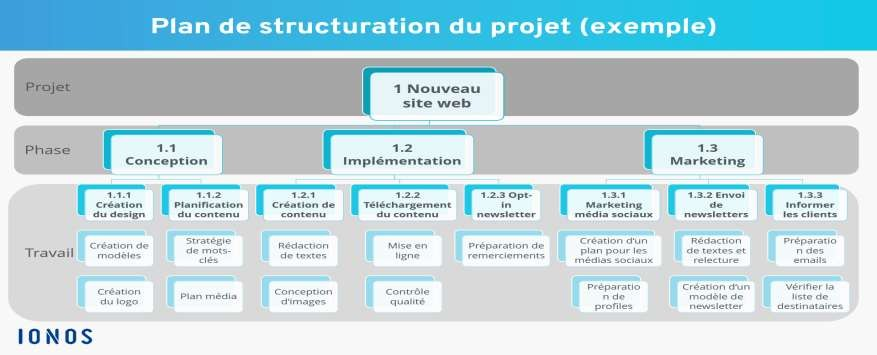 Plan de structuration du projet (exemple)
Projet
1 Nouveau
site web
Phase
1.1
Conception
1.2
Implémentation
1.3
Marketing
Travail
1.1.1
Création
du design
1.1.2
Planification
du contenu
1.2.1
Création de
contenu
1.2.2
Téléchargement
du contenu
1.2.3 Opt-
in
newsletter
1.3.1
Marketing
média sociaux
1.3.2 Envoi
de
newsletters
1.3.3
Informer
les clients
Création de
modèles
Stratégie
de mots-
clés
Rédaction
de textes
Mise en
ligne
Préparation de
remerciements
Création d'un
plan pour les
médias sociaux
Rédaction
de textes et
relecture
Préparatio
n des
emails
Création
du logo
Plan média
Conception
d'images
Contrôle
qualité
Préparatio
n de
profiles
Création d'un
modèle de
newsletter
Vérifier la
liste de
destinataires
IONOS